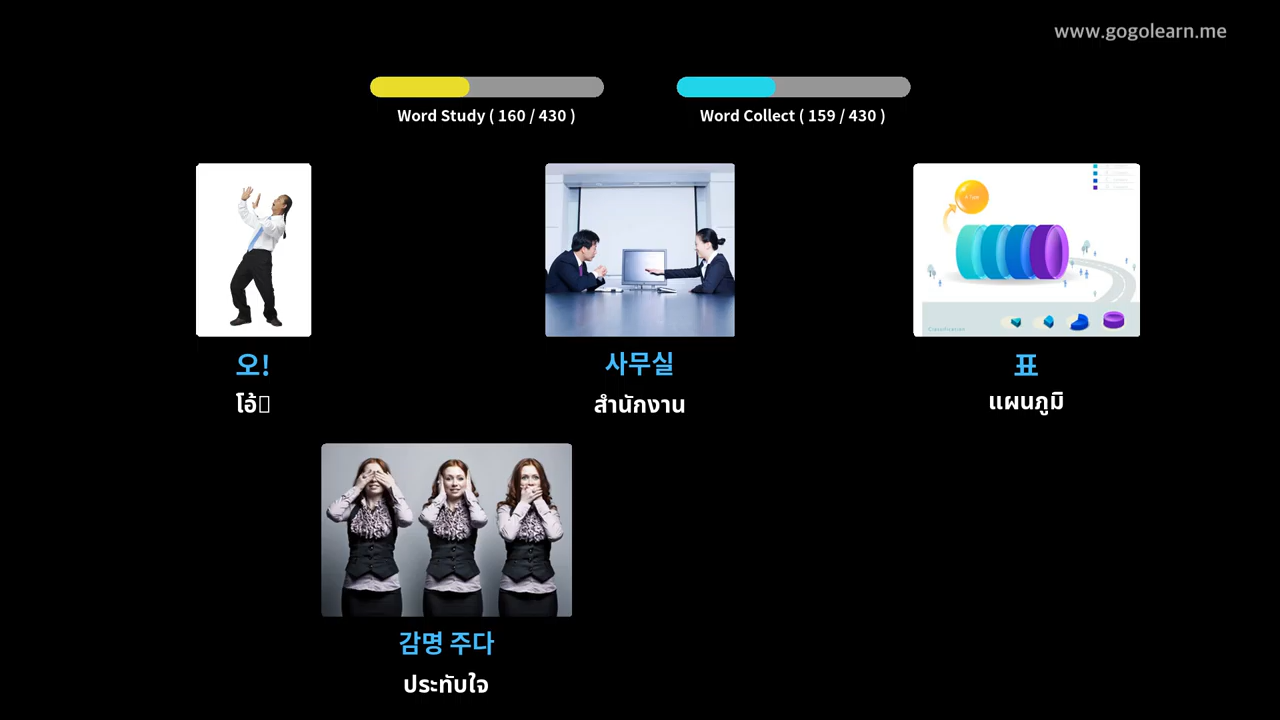 www.gogolearn.me
Word Study ( 160 / 430 )
Word Collect ( 159 / 430 )
오!
사무실
표
โอ้
สำนักงาน
แผนภูมิ
감명 주다
ประทับใจ